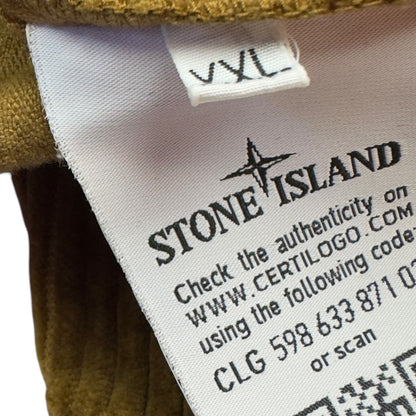 XXL
STONE ISLAND
Check the authenticity on
WWW.CERTILOGO.COM
using the following code:
CLG 598 633 871 0
or scan